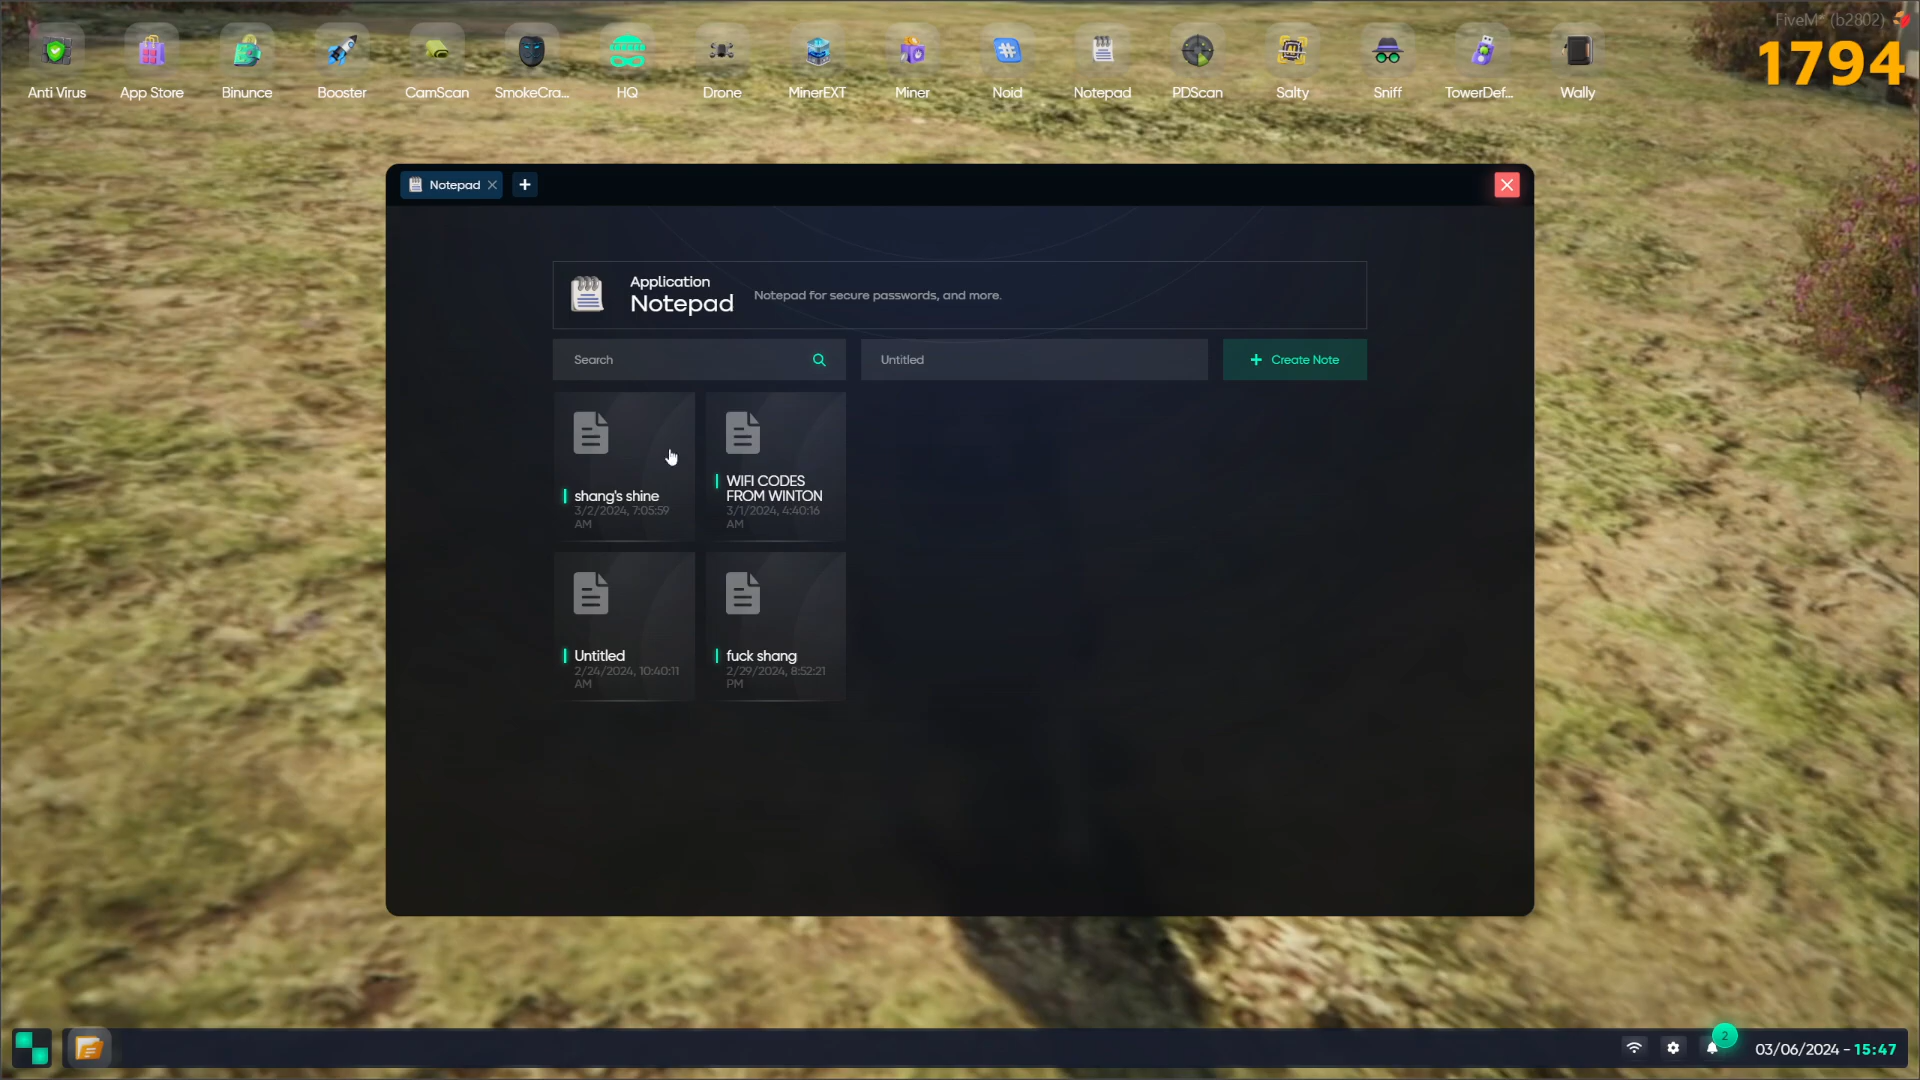 FiveM® (b2802)
1794
Anti Virus
App Store
Binunce
Booster
CamScan
SmokeCra...
HQ
Drone
MinerEXT
Miner
Noid
Notepad
PDScan
Salty
Sniff
TowerDef...
Wally
Notepad
Application
Notepad
Notepad for secure passwords, and more.
Search
Untitled
Create Note
shang's shine
3/2/2024, 7:05:59
AM
WIFI CODES
FROM WINTON
3/1/2024, 4:40:16
AM
Untitled
2/24/2024, 10:40:11
AM
fuck shang
2/29/2024, 8:52:21
PM
2
03/06/2024 - 15:47